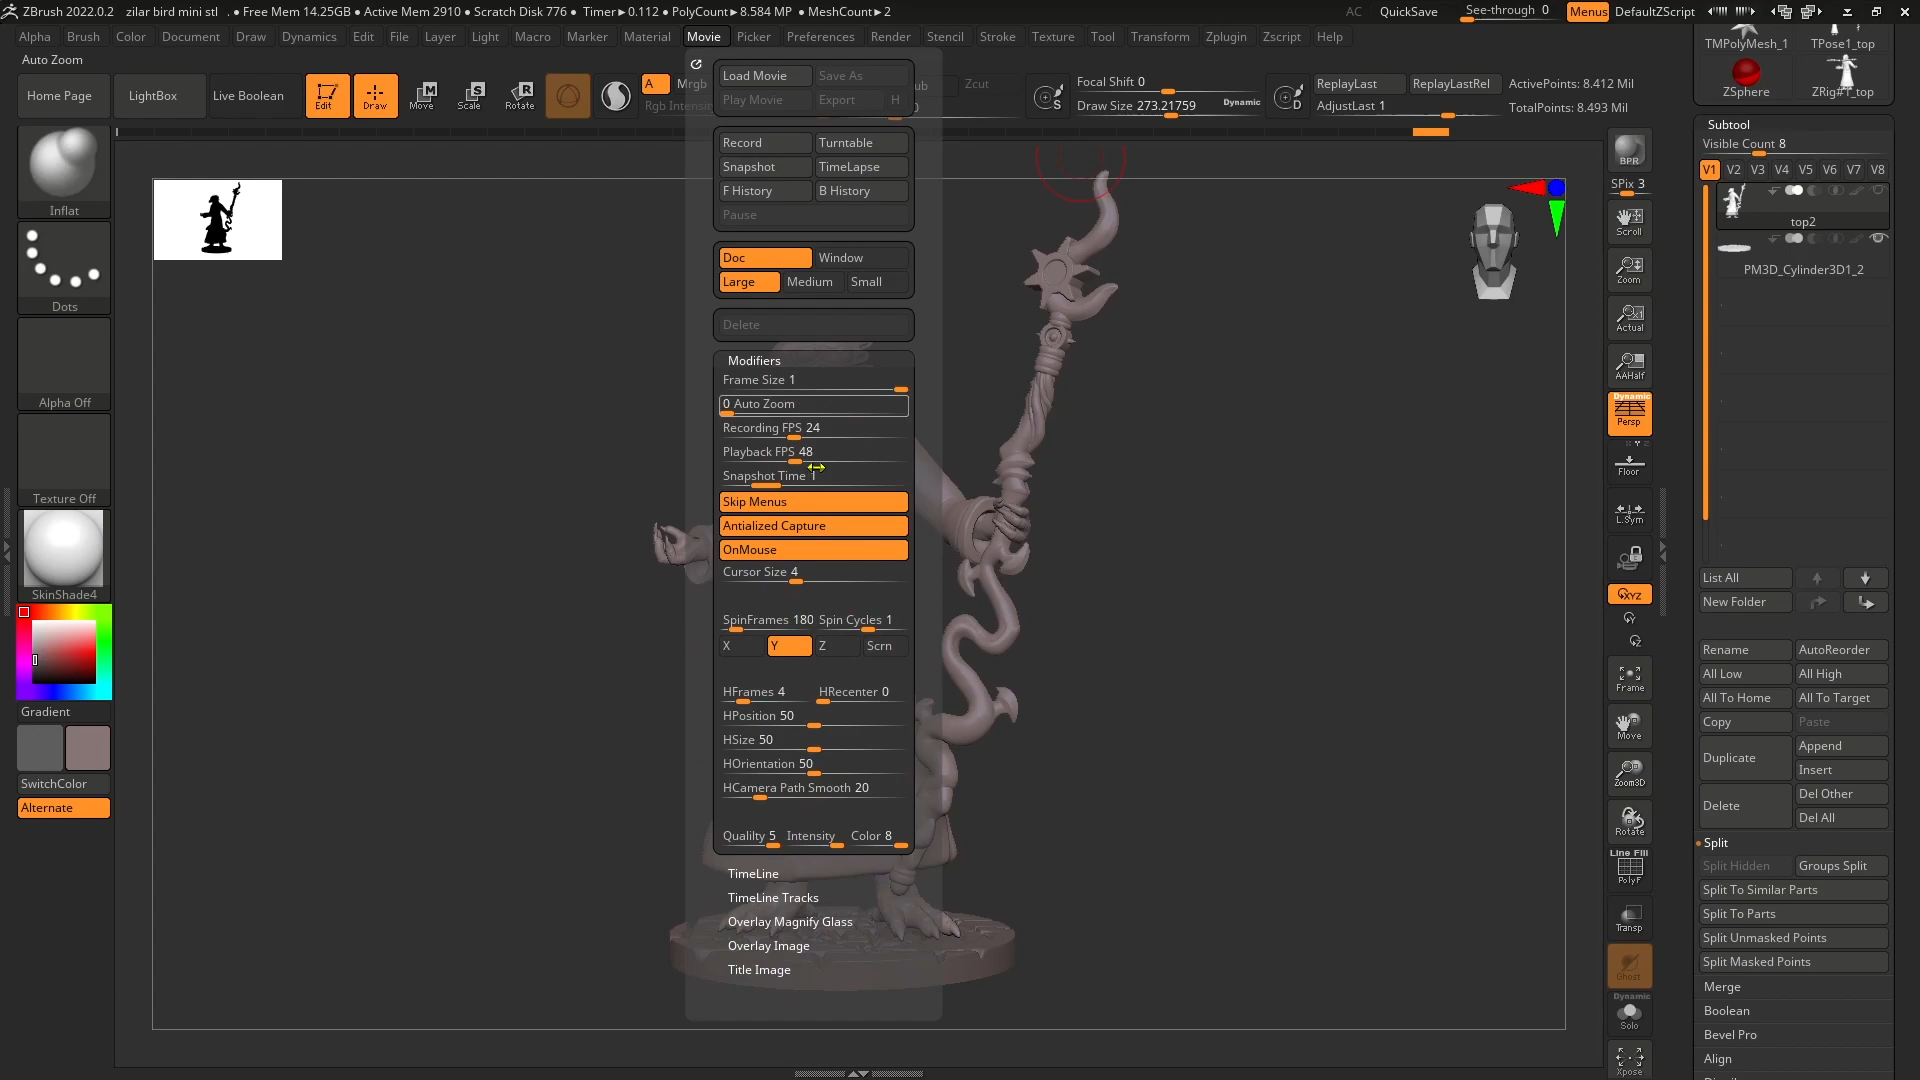 ZBrush 2022.0.2 zilar bird mini stl . ● Free Mem 14.25GB ● Active Mem 2910 ● Scratch Disk 776 ● Timer►0.112 ● PolyCount►8.584 MP ● MeshCount►2 AC QuickSave See-through 0 Menus DefaultZScript
Alpha Brush Color Document Draw Dynamics Edit File Layer Light Macro Marker Material Movie Picker Preferences Render Stencil Stroke Texture Tool Transform Zplugin Zscript Help
Auto Zoom
Home Page LightBox Live Boolean Edit Draw Move Scale Rotate A Mrgb Zcut
Rgb Intensity
Focal Shift 0
Draw Size 273.21759 Dynamic
ReplayLast ReplayLastRel ActivePoints: 8.412 Mil
AdjustLast 1 TotalPoints: 8.493 Mil
Inflat
Dots
Alpha Off
Texture Off
SkinShade4
Gradient
SwitchColor
Alternate
Load Movie Save As
Play Movie Export H
Record Turntable
Snapshot TimeLapse
F History B History
Pause
Doc Window
Large Medium Small
Delete
Modifiers
Frame Size 1
0 Auto Zoom
Recording FPS 24
Playback FPS 48
Snapshot Time 1
Skip Menus
Antialized Capture
OnMouse
Cursor Size 4
SpinFrames 180 Spin Cycles 1
X Y Z Scrn
HFrames 4 HRecenter 0
HPosition 50
HSize 50
HOrientation 50
HCamera Path Smooth 20
Qualilty 5 Intensity Color 8
TimeLine
TimeLine Tracks
Overlay Magnify Glass
Overlay Image
Title Image
BPR
SPix 3
Scroll
Zoom
Actual
AAHalf
Dynamic
Persp
Floor
L.Sym
XYZ
Frame
Move
Zoom3D
Rotate
Line Fill
PolyF
Transp
Ghost
Dynamic
Solo
Xpose
TMPolyMesh_1 TPose1_top
ZSphere ZRig#1_top
Subtool
Visible Count 8
V1 V2 V3 V4 V5 V6 V7 V8
top2
PM3D_Cylinder3D1_2
List All
New Folder
Rename AutoReorder
All Low All High
All To Home All To Target
Copy Paste
Duplicate Append
Insert
Delete Del Other
Del All
Split
Split Hidden Groups Split
Split To Similar Parts
Split To Parts
Split Unmasked Points
Split Masked Points
Merge
Boolean
Bevel Pro
Align